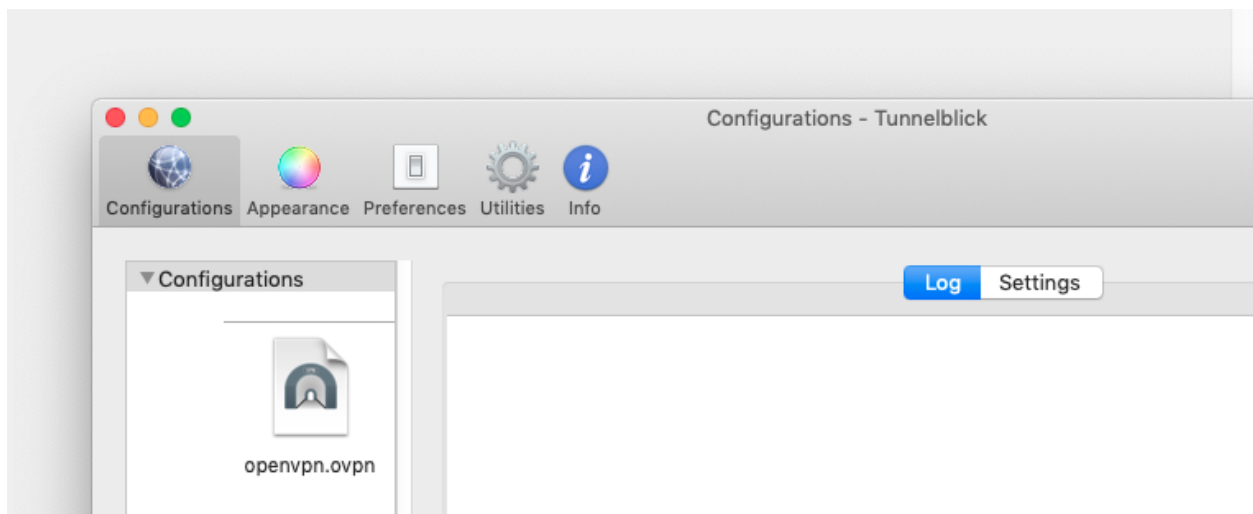 Configurations - Tunnelblick
Configurations Appearance Preferences Utilities Info
Configurations
Log Settings
openvpn.ovpn